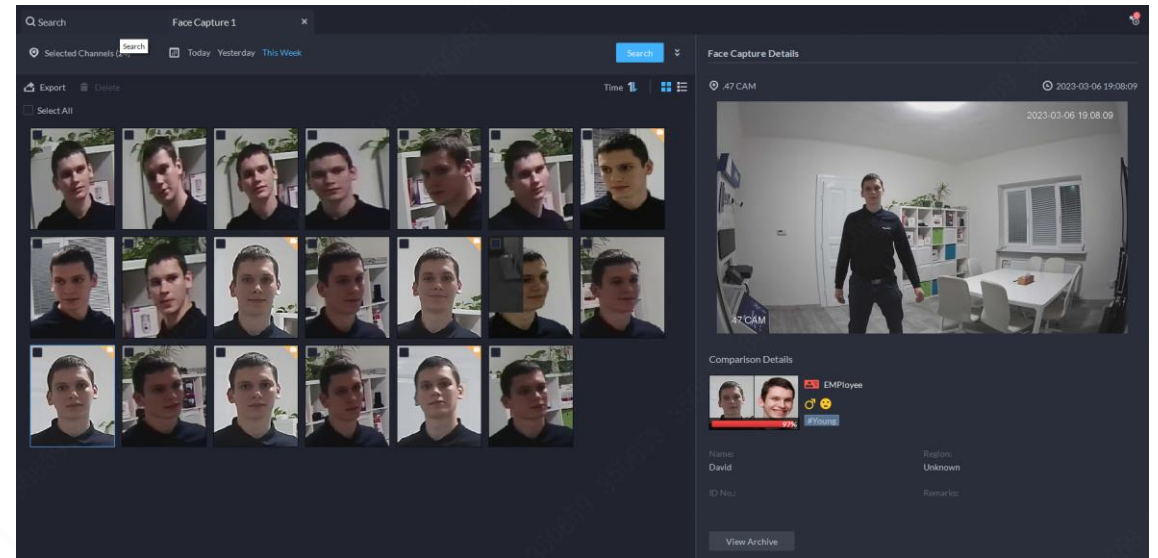 Search
Face Capture 1
×
Selected Channels (2
Search
Today
Yesterday
This Week
Search
Export
Delete
Time
Select All
Face Capture Details
.47 CAM
2023-03-06 19:08:09
2023-03-06 19:08:09
47 CAM
Comparison Details
EMPloyee
97%
#Young
Name:
Region:
David
Unknown
ID No.:
Remarks:
View Archive